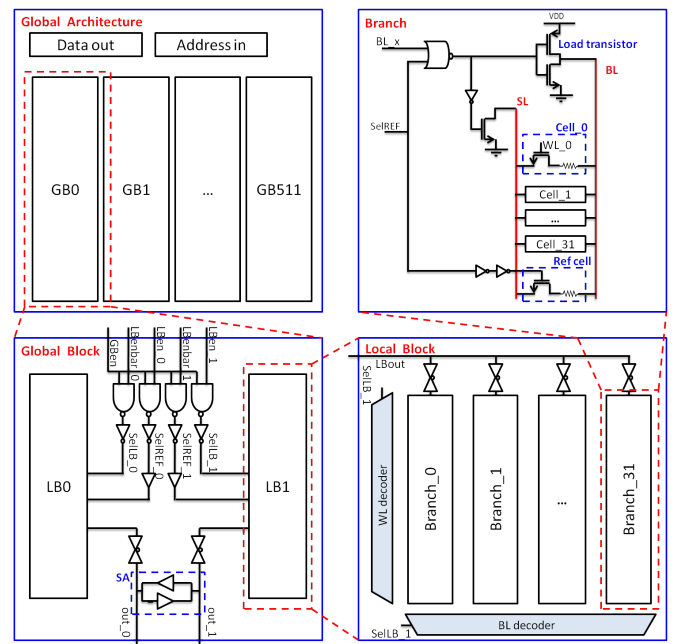 Global Architecture
Data out
Address in
GB0
GB1
...
GB511
Branch
VDD
BL_x
Load transistor
BL
SL
SelREF
Cell_0
WL_0
Cell_1
...
Cell_31
Ref cell
Global Block
GBen
LBenbar_0
LBen_0
LBenbar_1
LBen_1
SelLB_0
SelREF_0
SelREF_1
SelLB_1
LB0
LB1
SA
out_0
out_1
Local Block
LBout
SelLB_1
WL decoder
Branch_0
Branch_1
...
Branch_31
BL decoder
SelLB_1